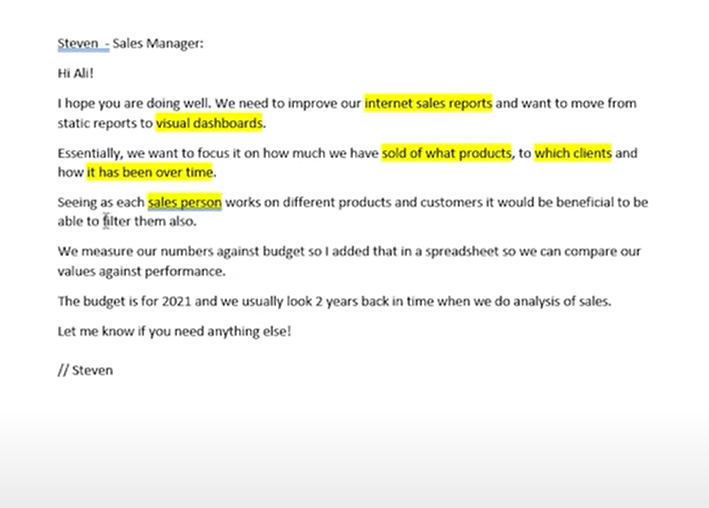 Steven - Sales Manager:
Hi Ali!
I hope you are doing well. We need to improve our internet sales reports and want to move from
static reports to visual dashboards.
Essentially, we want to focus it on how much we have sold of what products, to which clients and
how it has been over time.
Seeing as each sales person works on different products and customers it would be beneficial to be
able to filter them also.
We measure our numbers against budget so I added that in a spreadsheet so we can compare our
values against performance.
The budget is for 2021 and we usually look 2 years back in time when we do analysis of sales.
Let me know if you need anything else!
// Steven